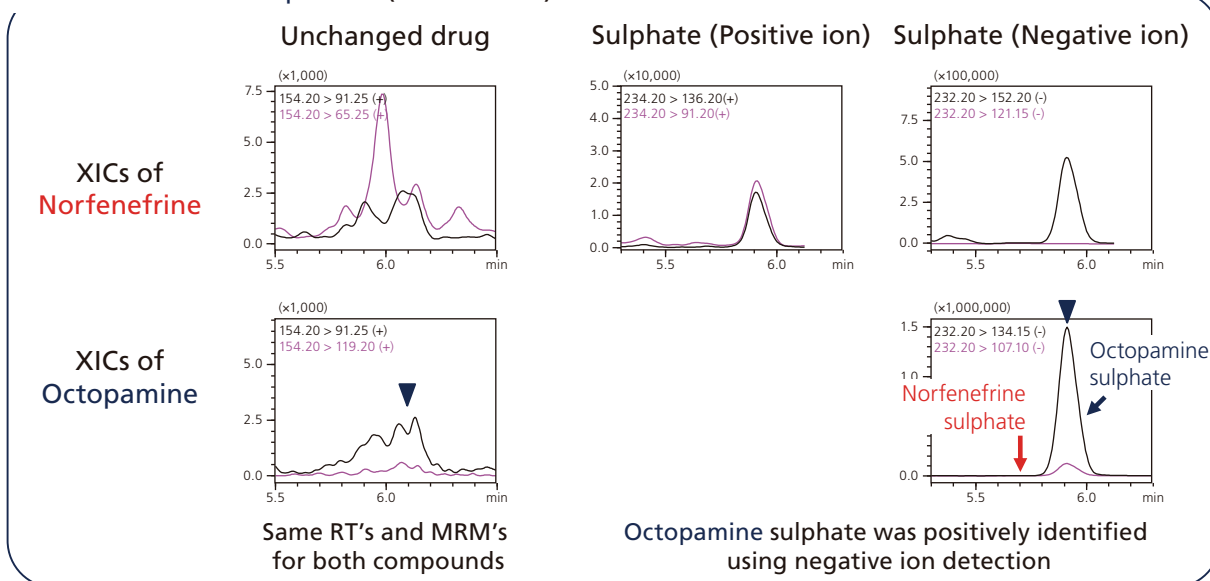 Unchanged drug
Sulphate (Positive ion)
Sulphate (Negative ion)
XICs of
Norfenefrine
(×1,000)
154.20 > 91.25 (+)
154.20 > 65.25 (+)
7.5
5.0
2.5
0.0
5.5
6.0
min
(×10,000)
234.20 > 136.20(+)
234.20 > 91.20(+)
5.0
4.0
3.0
2.0
1.0
0.0
5.5
6.0
min
(×100,000)
232.20 > 152.20 (-)
232.20 > 121.15 (-)
7.5
5.0
2.5
0.0
5.5
6.0
min
XICs of
Octopamine
(×1,000)
154.20 > 91.25 (+)
154.20 > 119.20 (+)
5.0
2.5
0.0
5.5
6.0
min
(×1,000,000)
232.20 > 134.15 (-)
232.20 > 107.10 (-)
1.5
1.0
0.0
5.5
6.0
min
Norfenefrine
sulphate
Octopamine
sulphate
Same RT's and MRM's
for both compounds
Octopamine sulphate was positively identified
using negative ion detection